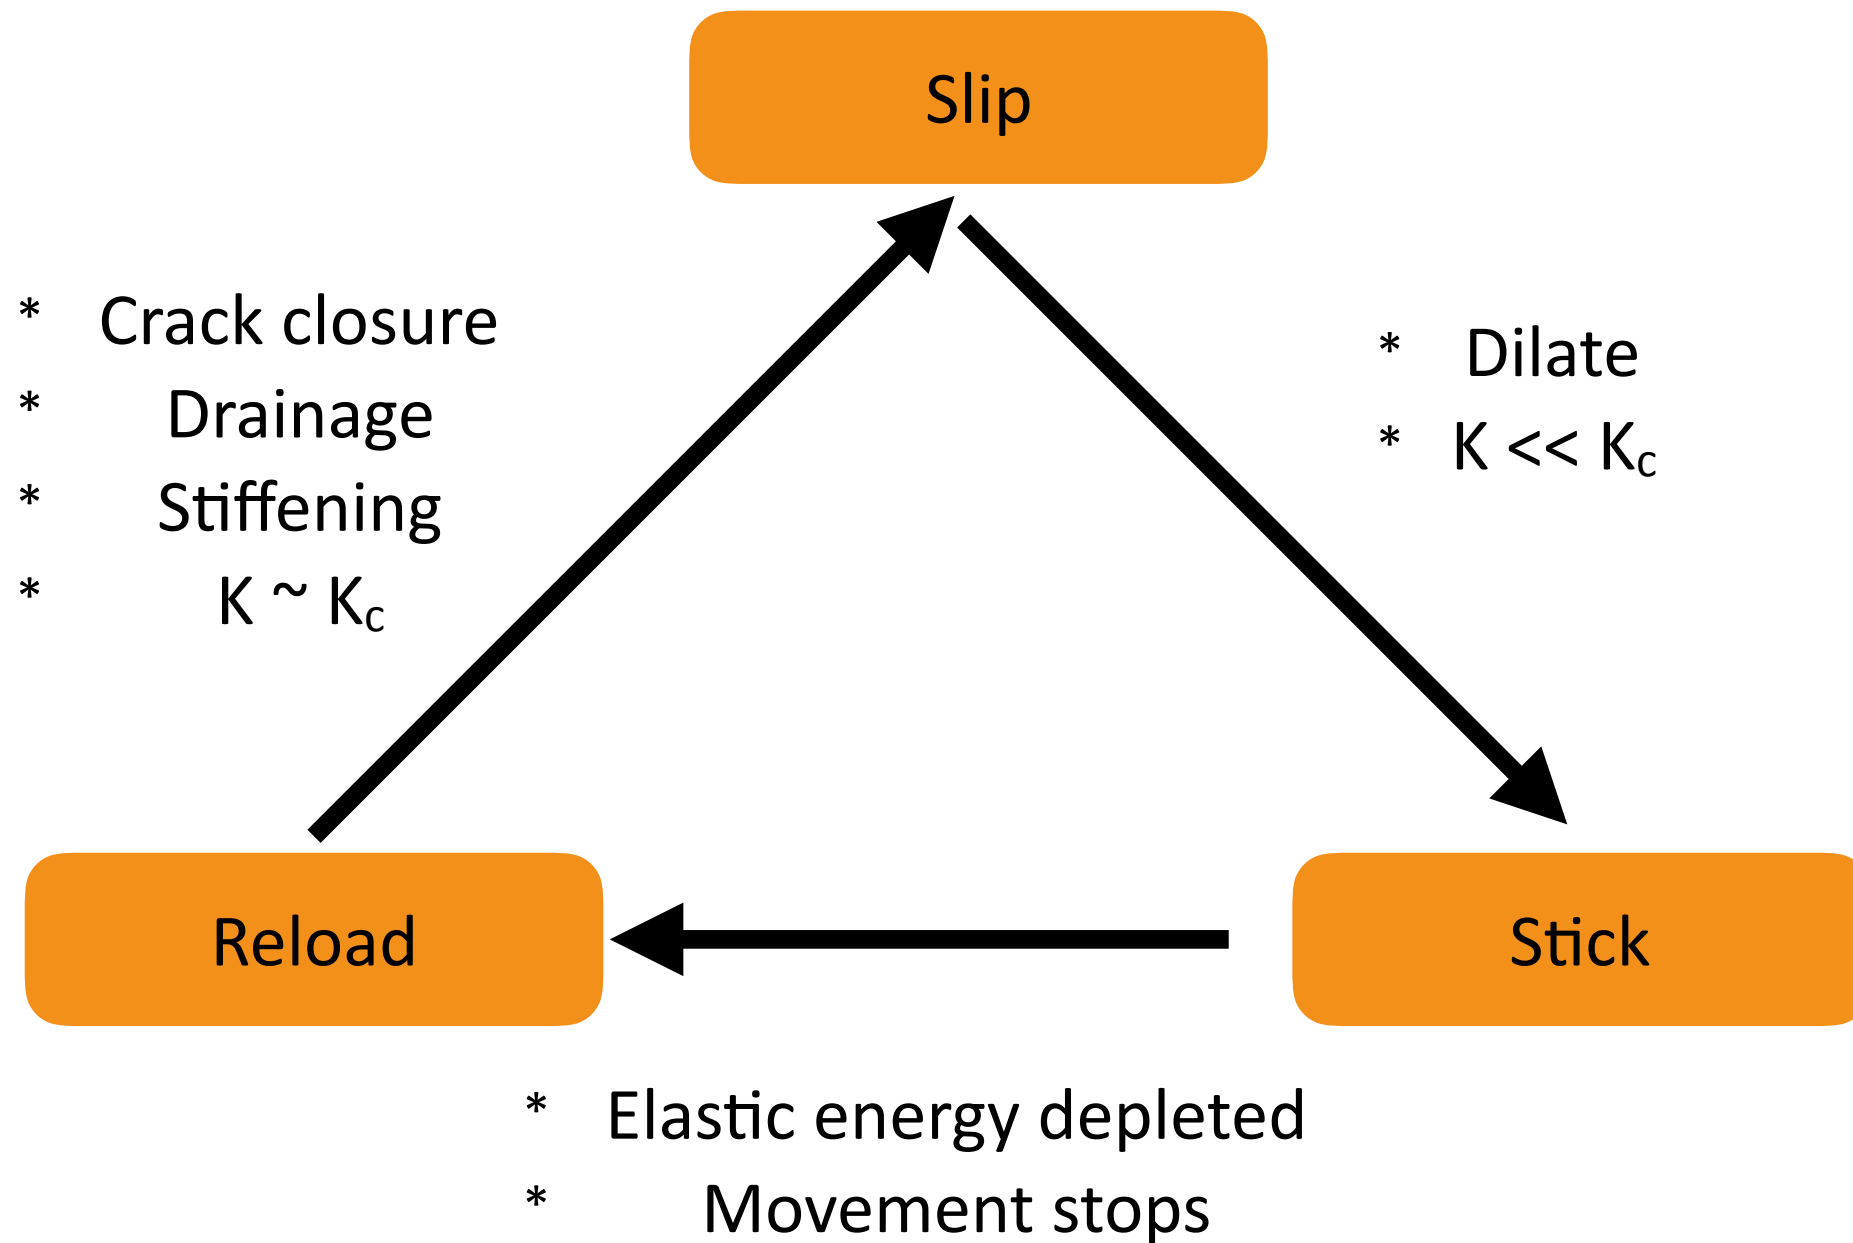 Slip
* Crack closure
* Drainage
* Stiffening
* K ~ Kc
* Dilate
* K << Kc
Reload
Stick
* Elastic energy depleted
* Movement stops